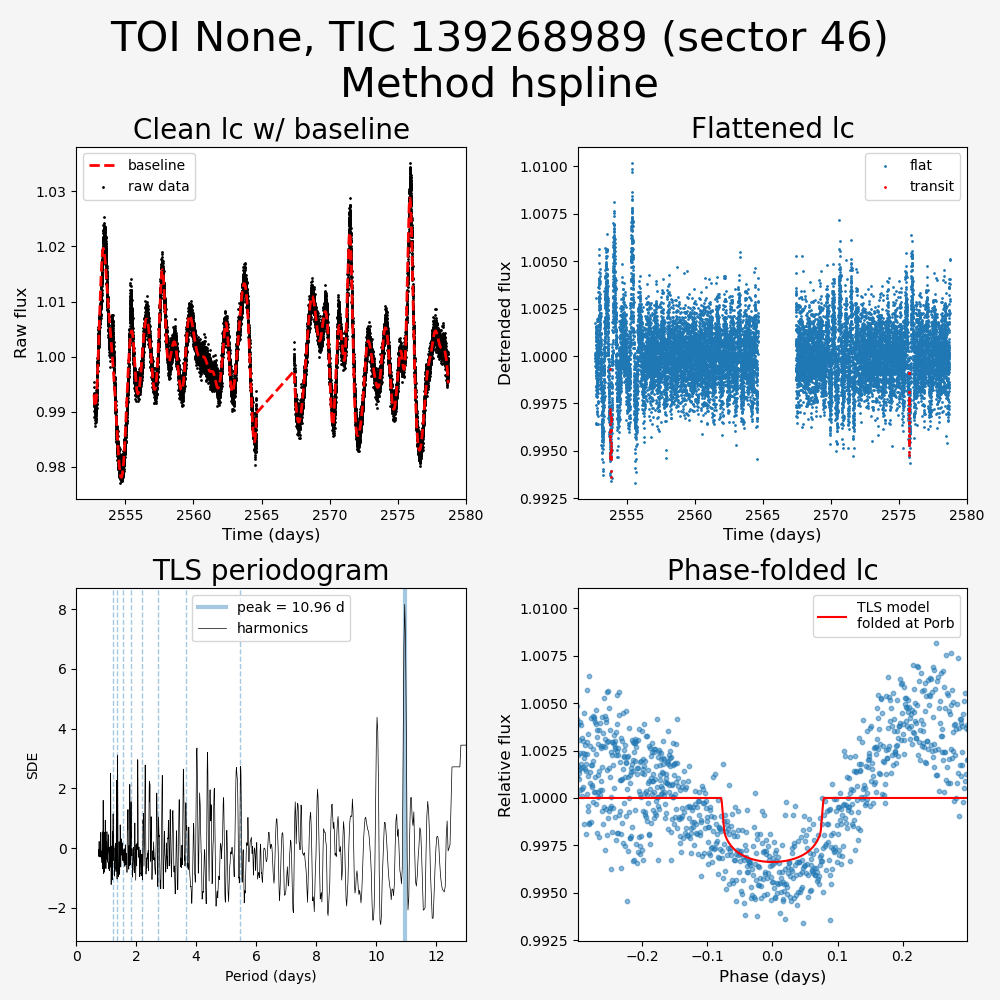 TOI None, TIC 139268989 (sector 46)
Method hspline
Clean lc w/ baseline
baseline
raw data
Raw flux
1.03
1.02
1.01
1.00
0.99
0.98
2555
2560
2565
2570
2575
2580
Time (days)
Flattened lc
flat
transit
Detrended flux
1.0100
1.0075
1.0050
1.0025
1.0000
0.9975
0.9950
0.9925
2555
2560
2565
2570
2575
2580
Time (days)
TLS periodogram
peak = 10.96 d
harmonics
SDE
8
6
4
2
0
−2
0
2
4
6
8
10
12
Period (days)
Phase-folded lc
TLS model
folded at Porb
Relative flux
1.0100
1.0075
1.0050
1.0025
1.0000
0.9975
0.9950
0.9925
−0.2
−0.1
0.0
0.1
0.2
Phase (days)